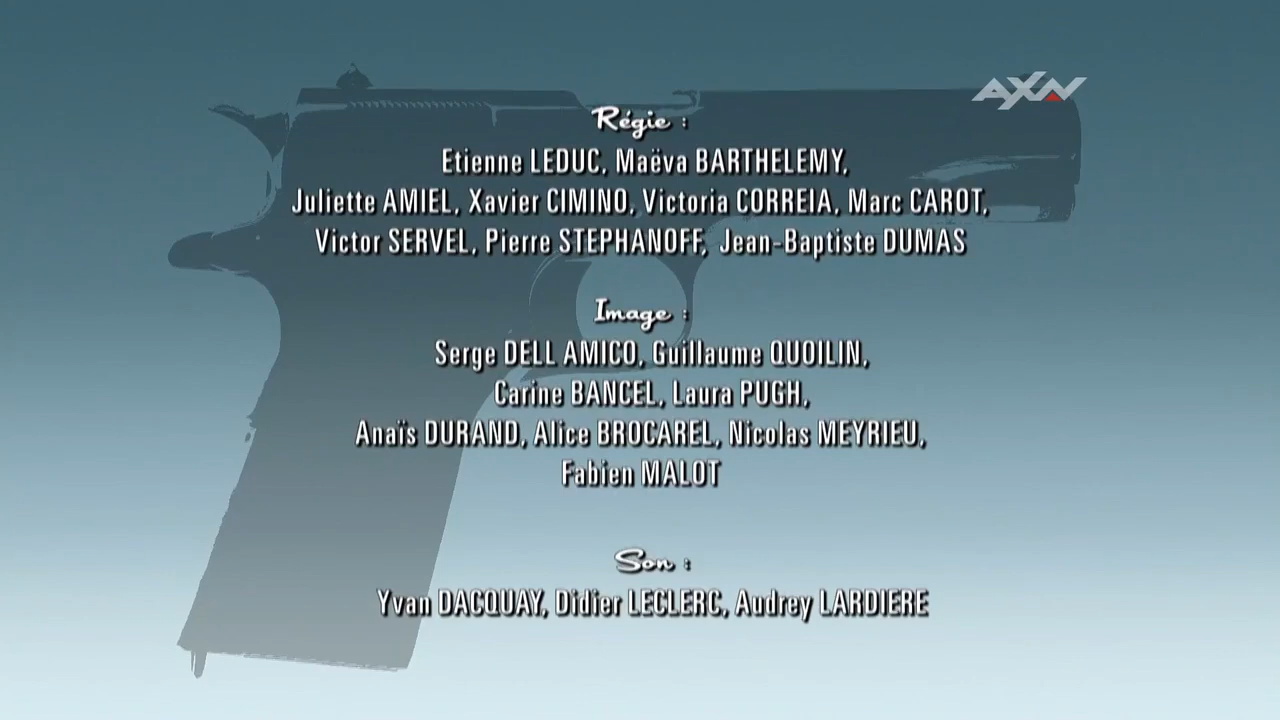 AXN
Régie :
Etienne LEDUC, Maëva BARTHELEMY,
Juliette AMIEL, Xavier CIMINO, Victoria CORREIA, Marc CAROT,
Victor SERVEL, Pierre STEPHANOFF, Jean-Baptiste DUMAS
Image :
Serge DELL AMICO, Guillaume QUOILIN,
Carine BANCEL, Laura PUGH,
Anaïs DURAND, Alice BROCAREL, Nicolas MEYRIEU,
Fabien MALOT
Son :
Yvan DACQUAY, Didier LECLERC, Audrey LARDIERE